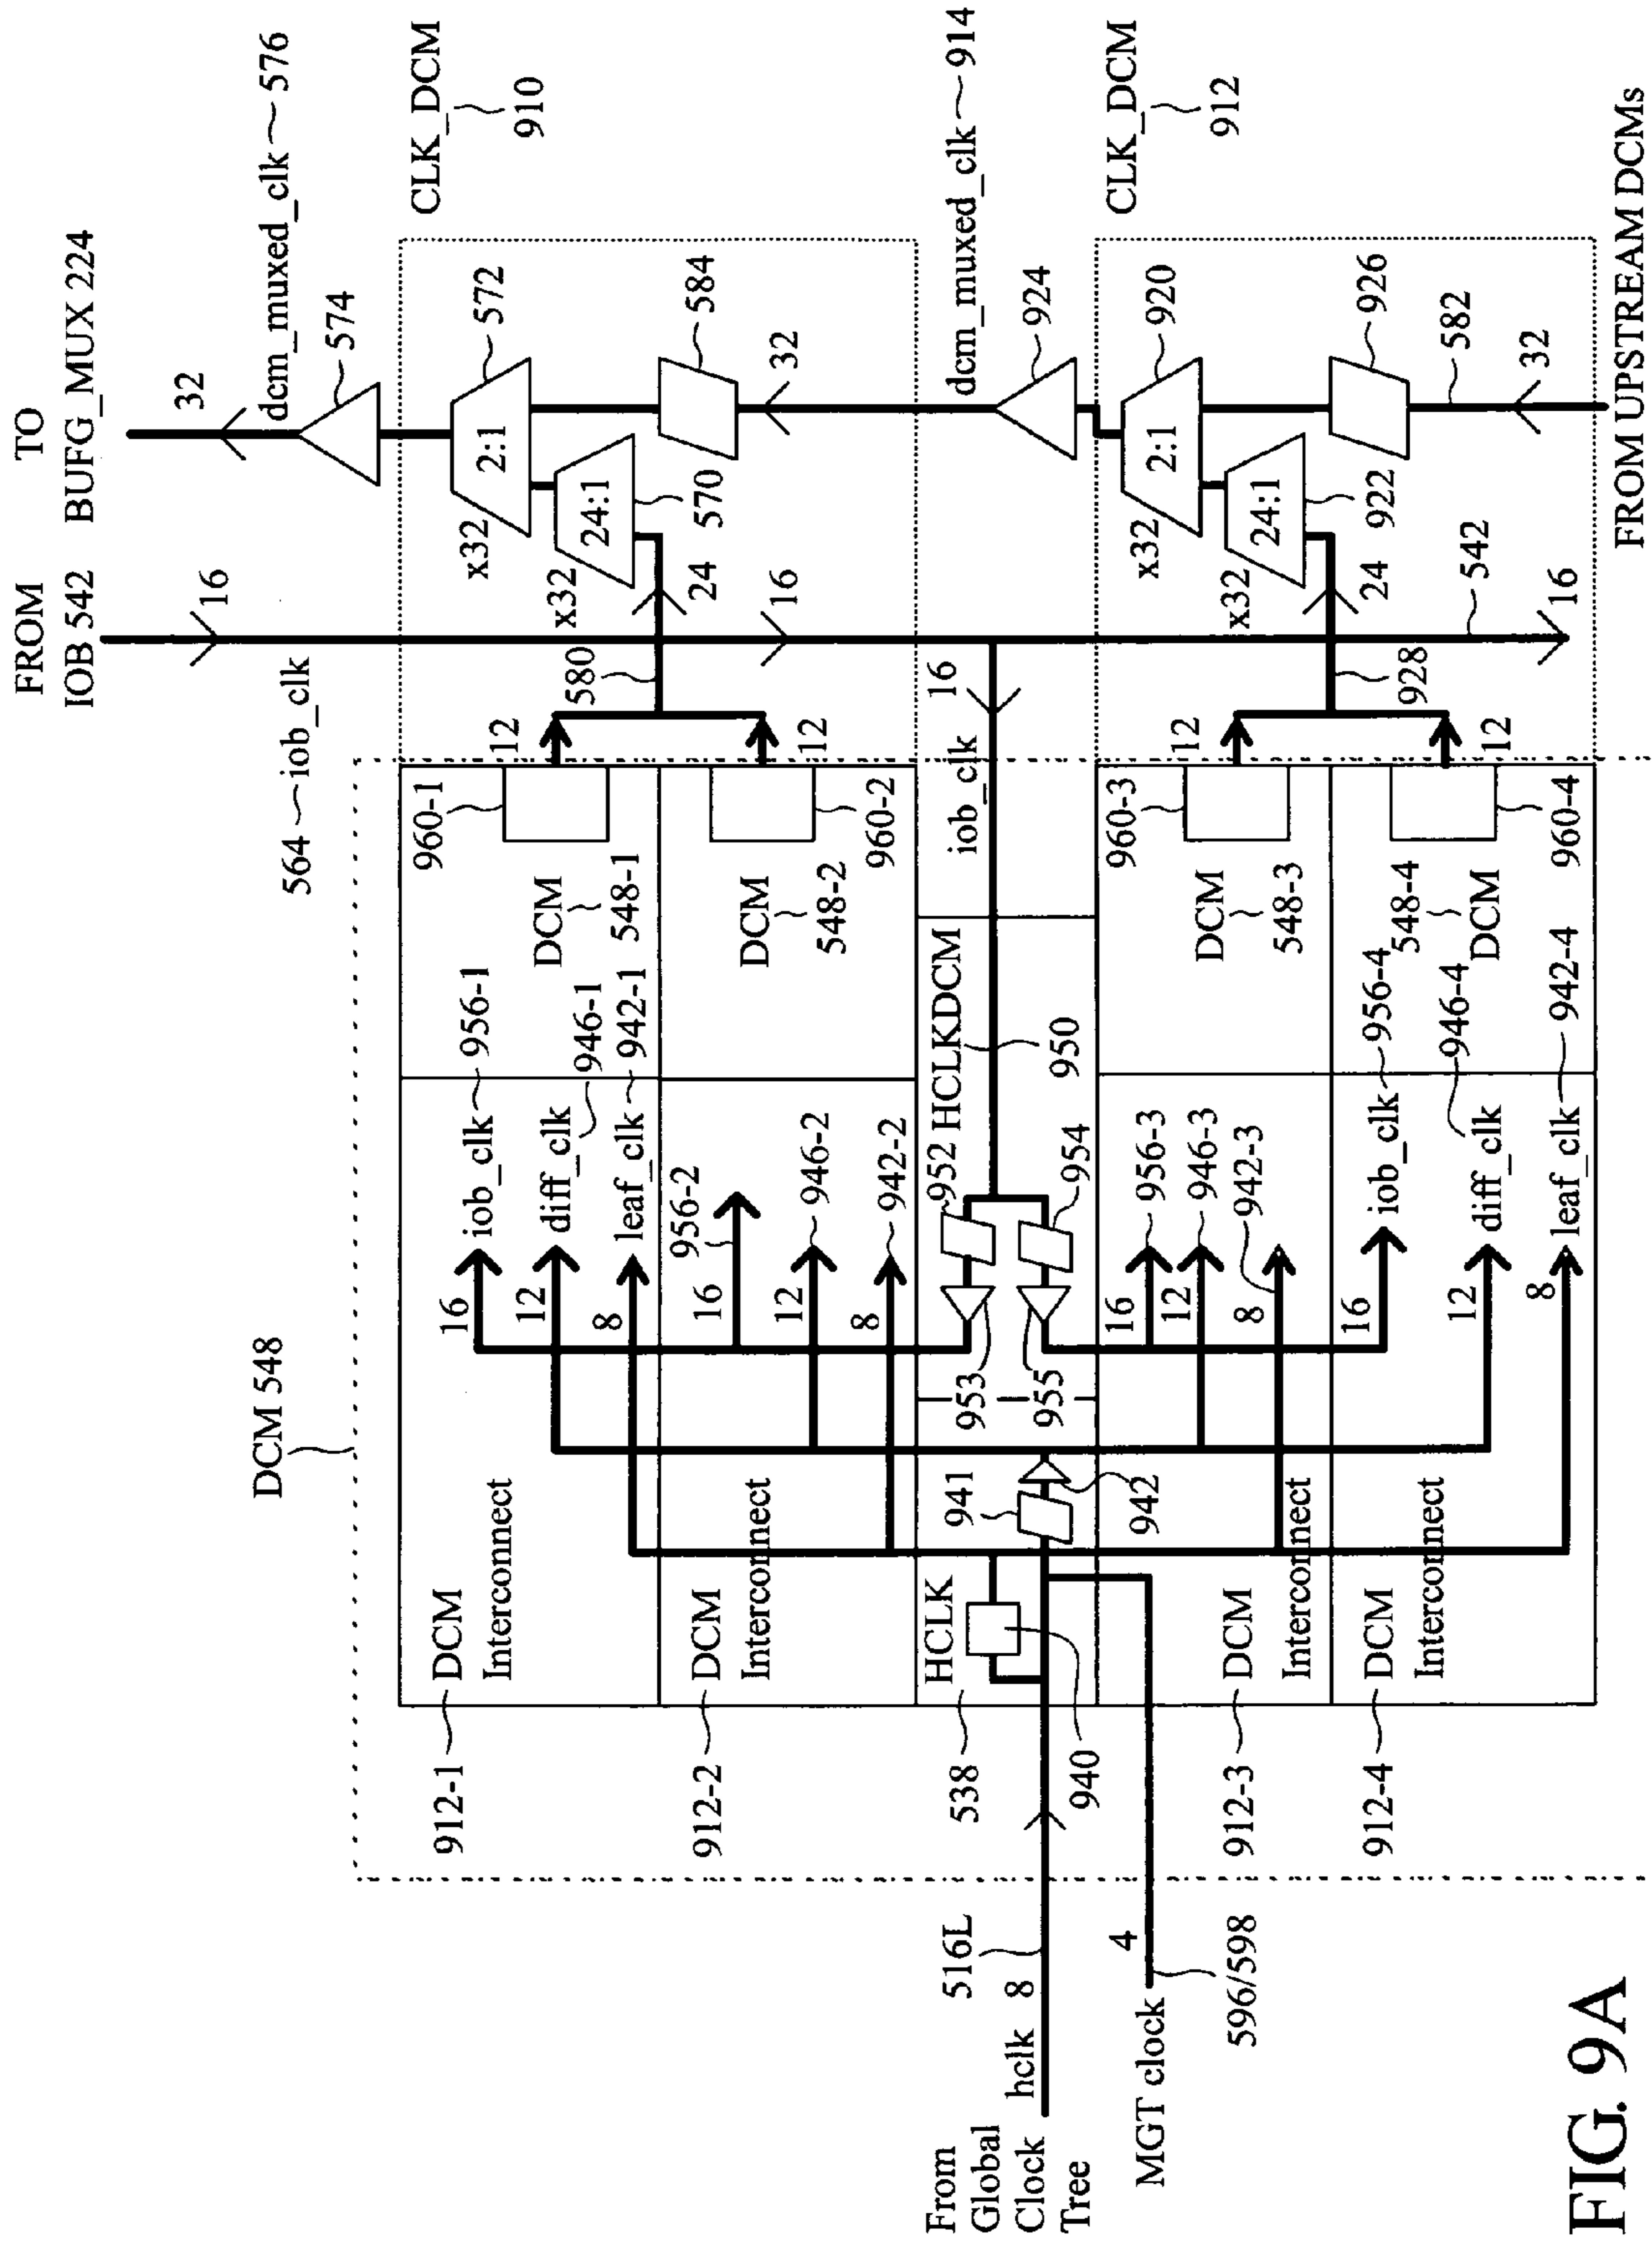 FROM
IOB 542
TO
BUFG_MUX 224
564
iob_clk
16
32
dcm_muxed_clk
576
574
DCM 548
CLK_DCM
910
x32
2:1
572
x32
24:1
570
584
580
24
16
32
12
12
960-1
960-2
DCM
548-1
DCM
548-2
912-1
DCM
Interconnect
16
iob_clk
956-1
12
diff_clk
946-1
8
leaf_clk
942-1
912-2
DCM
Interconnect
956-2
16
12
946-2
8
942-2
538
HCLK
940
941
942
952
HCLKDCM
950
953
955
954
iob_clk
16
dcm_muxed_clk
914
924
CLK_DCM
912
x32
2:1
920
x32
24:1
922
926
928
24
542
16
582
32
FROM UPSTREAM DCMs
12
12
960-3
960-4
DCM
548-3
548-4
DCM
912-3
DCM
Interconnect
16
956-3
12
946-3
8
942-3
912-4
DCM
Interconnect
16
iob_clk
956-4
12
diff_clk
946-4
8
leaf_clk
942-4
From
Global
Clock
Tree
hclk
8
516L
MGT clock
4
596/598
FIG. 9A